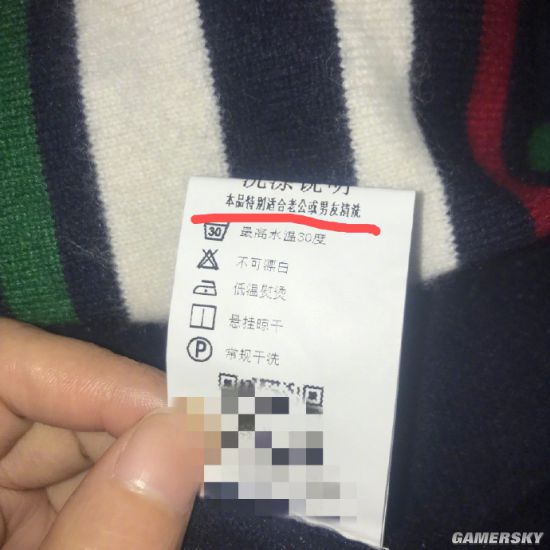 洗涤说明
本品特别适合老公或男友清洗
30
最高水温30度
不可漂白
低温熨烫
悬挂晾干
P
常规干洗
GAMERSKY